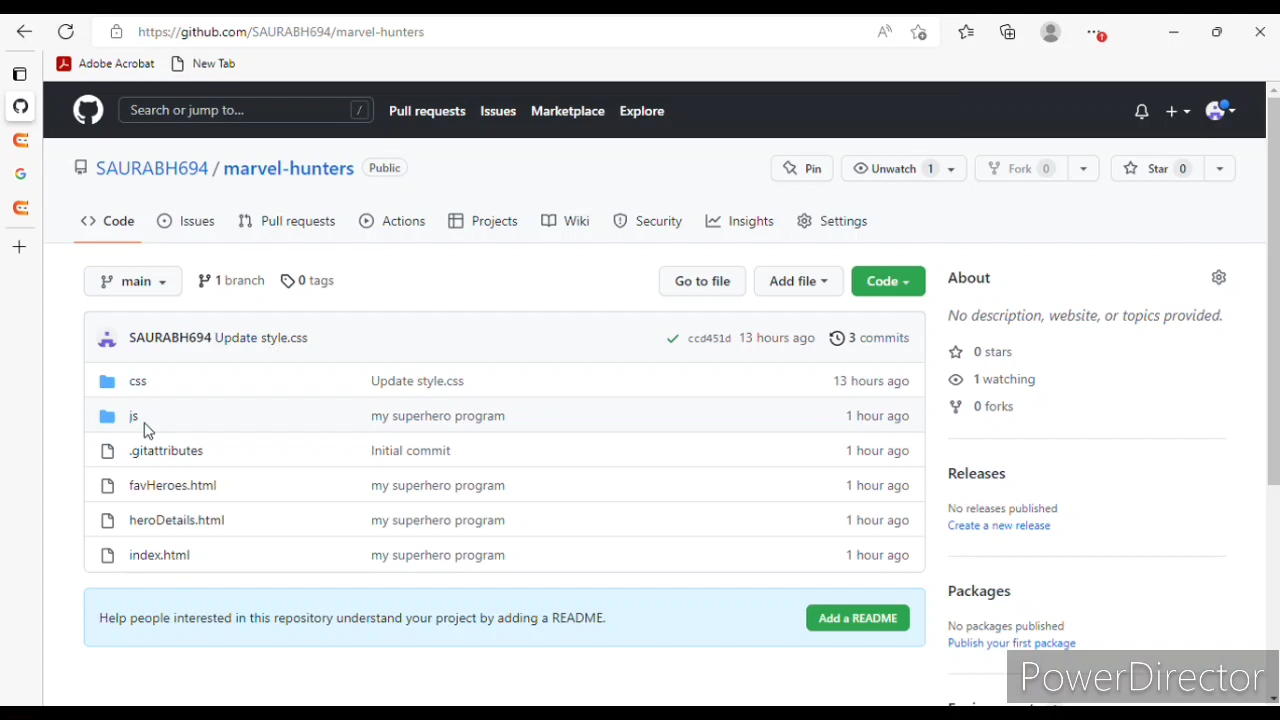 https://github.com/SAURABH694/marvel-hunters
Adobe Acrobat New Tab
Search or jump to... / Pull requests Issues Marketplace Explore
SAURABH694 / marvel-hunters Public Pin Unwatch 1 Fork 0 Star 0
<> Code Issues Pull requests Actions Projects Wiki Security Insights Settings
main 1 branch 0 tags Go to file Add file Code
SAURABH694 Update style.css ccd451d 13 hours ago 3 commits
css Update style.css 13 hours ago
js my superhero program 1 hour ago
.gitattributes Initial commit 1 hour ago
favHeroes.html my superhero program 1 hour ago
heroDetails.html my superhero program 1 hour ago
index.html my superhero program 1 hour ago
Help people interested in this repository understand your project by adding a README. Add a README
About
No description, website, or topics provided.
0 stars
1 watching
0 forks
Releases
No releases published
Create a new release
Packages
No packages published
Publish your first package
PowerDirector